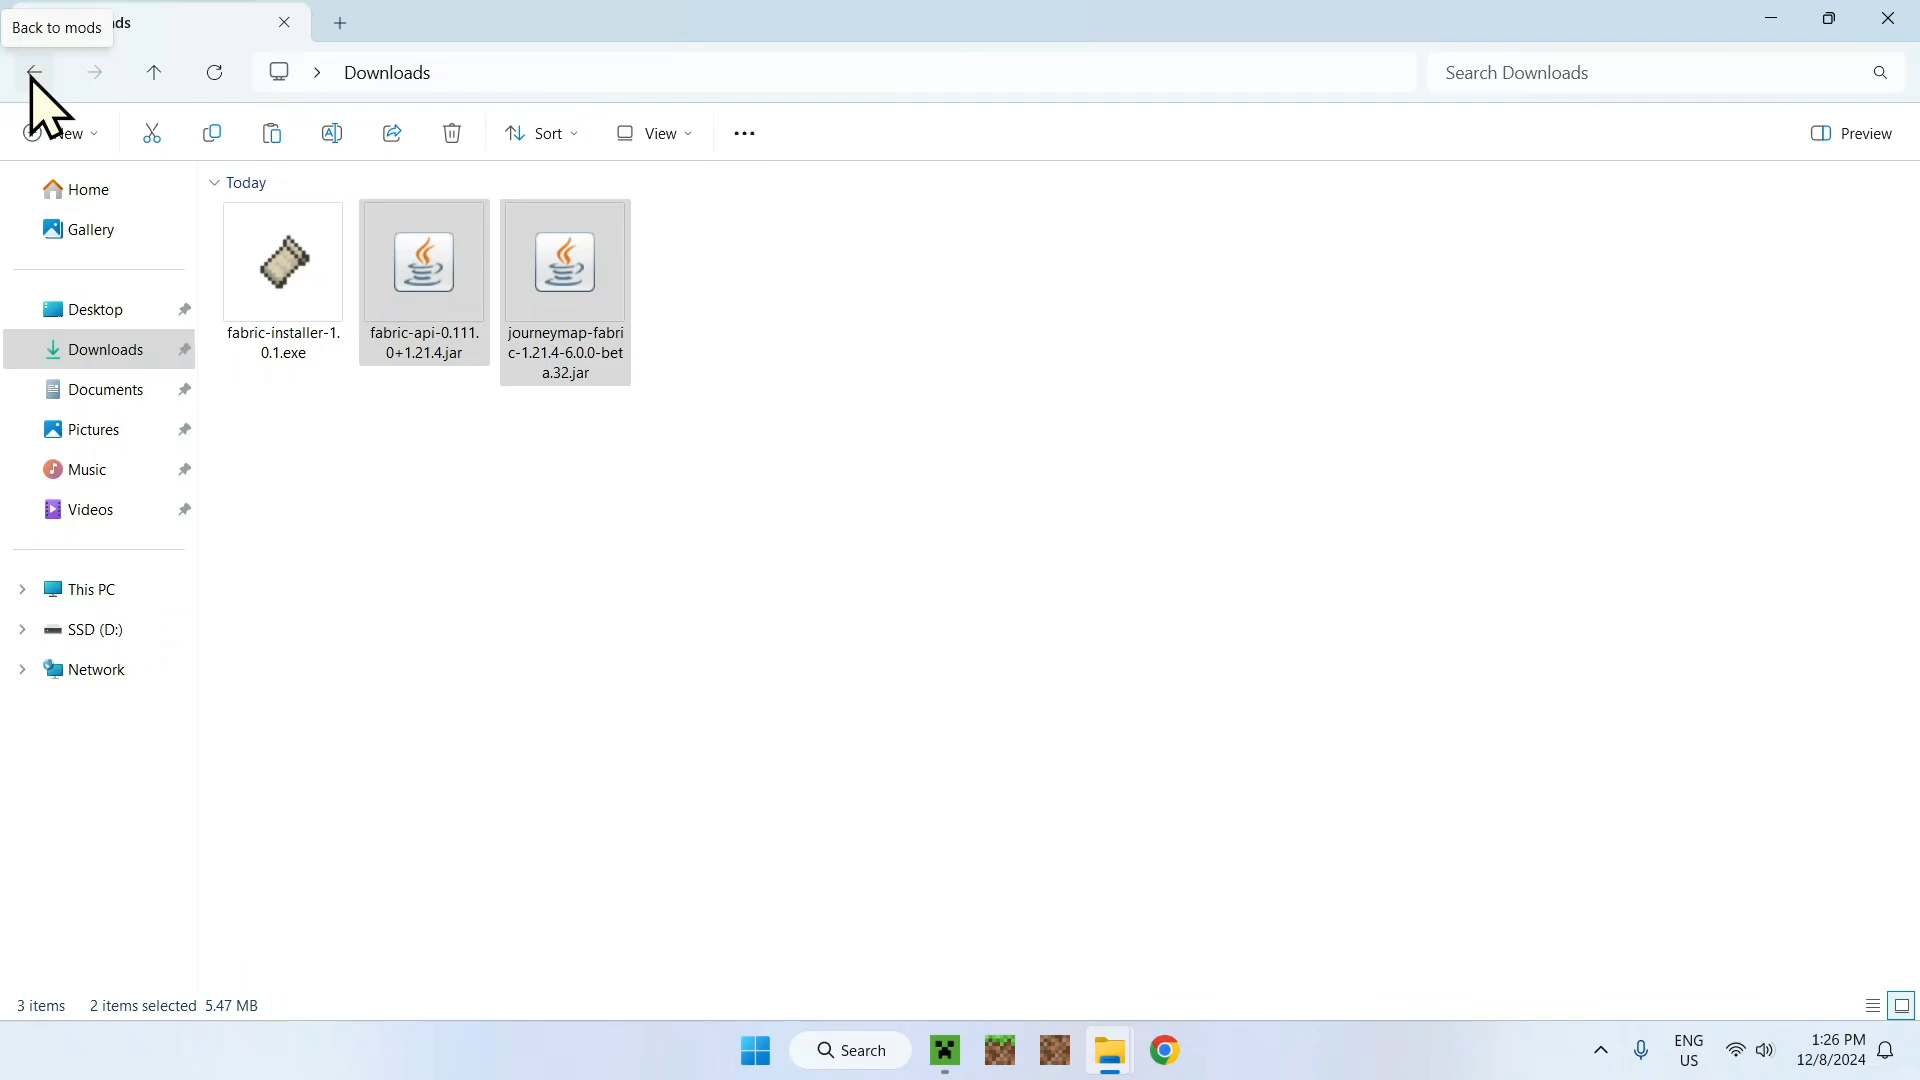 Back to mods
ds
Downloads
Search Downloads
ew
Sort
View
Preview
Home
Gallery
Desktop
Downloads
Documents
Pictures
Music
Videos
This PC
SSD (D:)
Network
Today
fabric-installer-1.
0.1.exe
fabric-api-0.111.
0+1.21.4.jar
journeymap-fabri
c-1.21.4-6.0.0-bet
a.32.jar
3 items 2 items selected 5.47 MB
Search
ENG
US
1:26 PM
12/8/2024